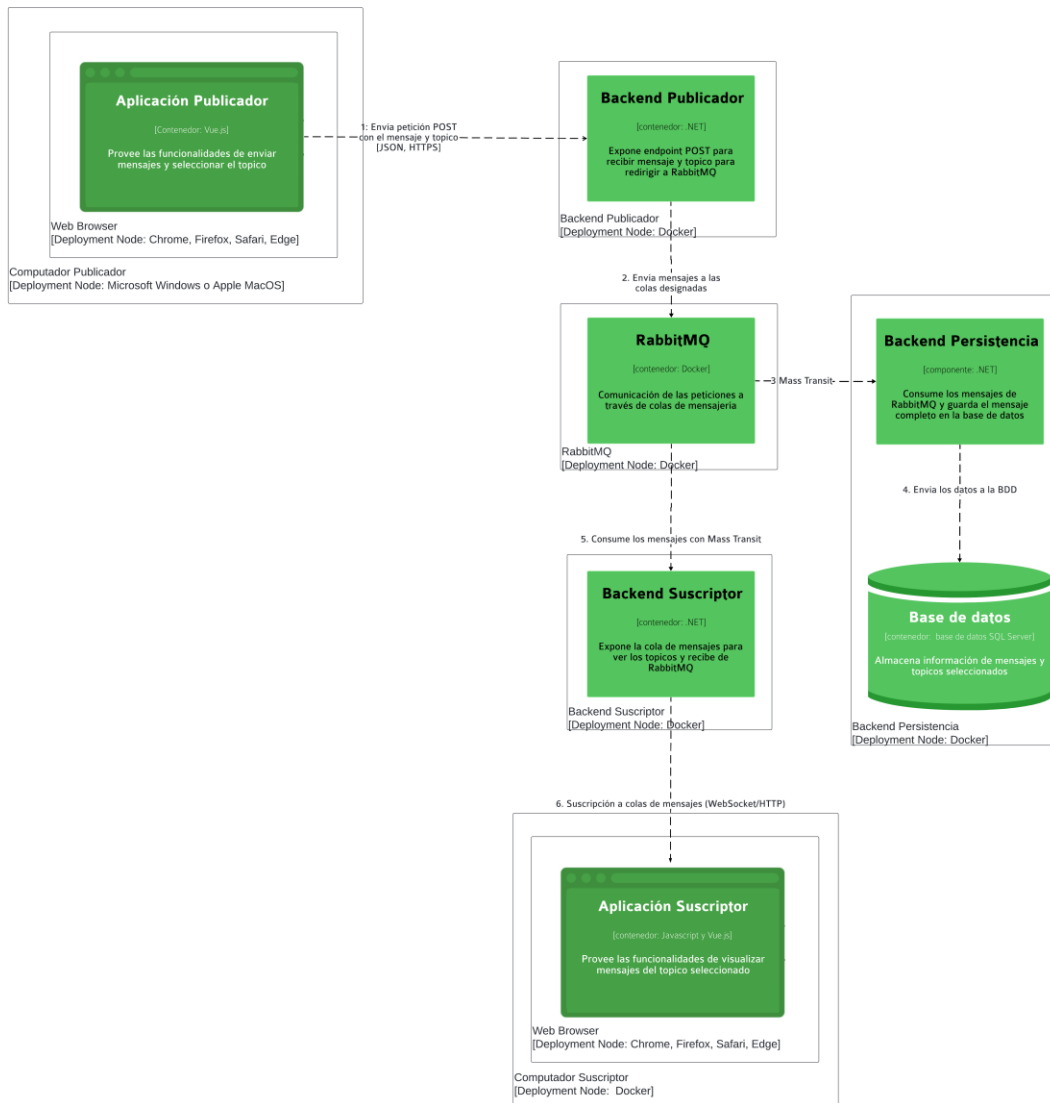 Aplicación Publicador
[Contenedor: Vue.js]
Provee las funcionalidades de enviar
mensajes y seleccionar el topico
Web Browser
[Deployment Node: Chrome, Firefox, Safari, Edge]
Computador Publicador
[Deployment Node: Microsoft Windows o Apple MacOS]
1: Envia petición POST
con el mensaje y topico
[JSON, HTTPS]
Backend Publicador
[contenedor: .NET]
Expone endpoint POST para
recibir mensaje y topico para
redirigir a RabbitMQ
Backend Publicador
[Deployment Node: Docker]
2. Envia mensajes a las
colas designadas
RabbitMQ
[contenedor: Docker]
Comunicación de las peticiones a
través de colas de mensajeria
RabbitMQ
[Deployment Node: Docker]
3 Mass Transit
Backend Persistencia
[componente: .NET]
Consume los mensajes de
RabbitMQ y guarda el mensaje
completo en la base de datos
4. Envia los datos a la BDD
Base de datos
[contenedor: base de datos SQL Server]
Almacena información de mensajes y
topicos seleccionados
Backend Persistencia
[Deployment Node: Docker]
5. Consume los mensajes con Mass Transit
Backend Suscriptor
[contenedor: .NET]
Expone la cola de mensajes para
ver los topicos y recibe de
RabbitMQ
Backend Suscriptor
[Deployment Node: Docker]
6. Suscripción a colas de mensajes (WebSocket/HTTP)
Aplicación Suscriptor
[contenedor: Javascript y Vue.js]
Provee las funcionalidades de visualizar
mensajes del topico seleccionado
Web Browser
[Deployment Node: Chrome, Firefox, Safari, Edge]
Computador Suscriptor
[Deployment Node: Docker]